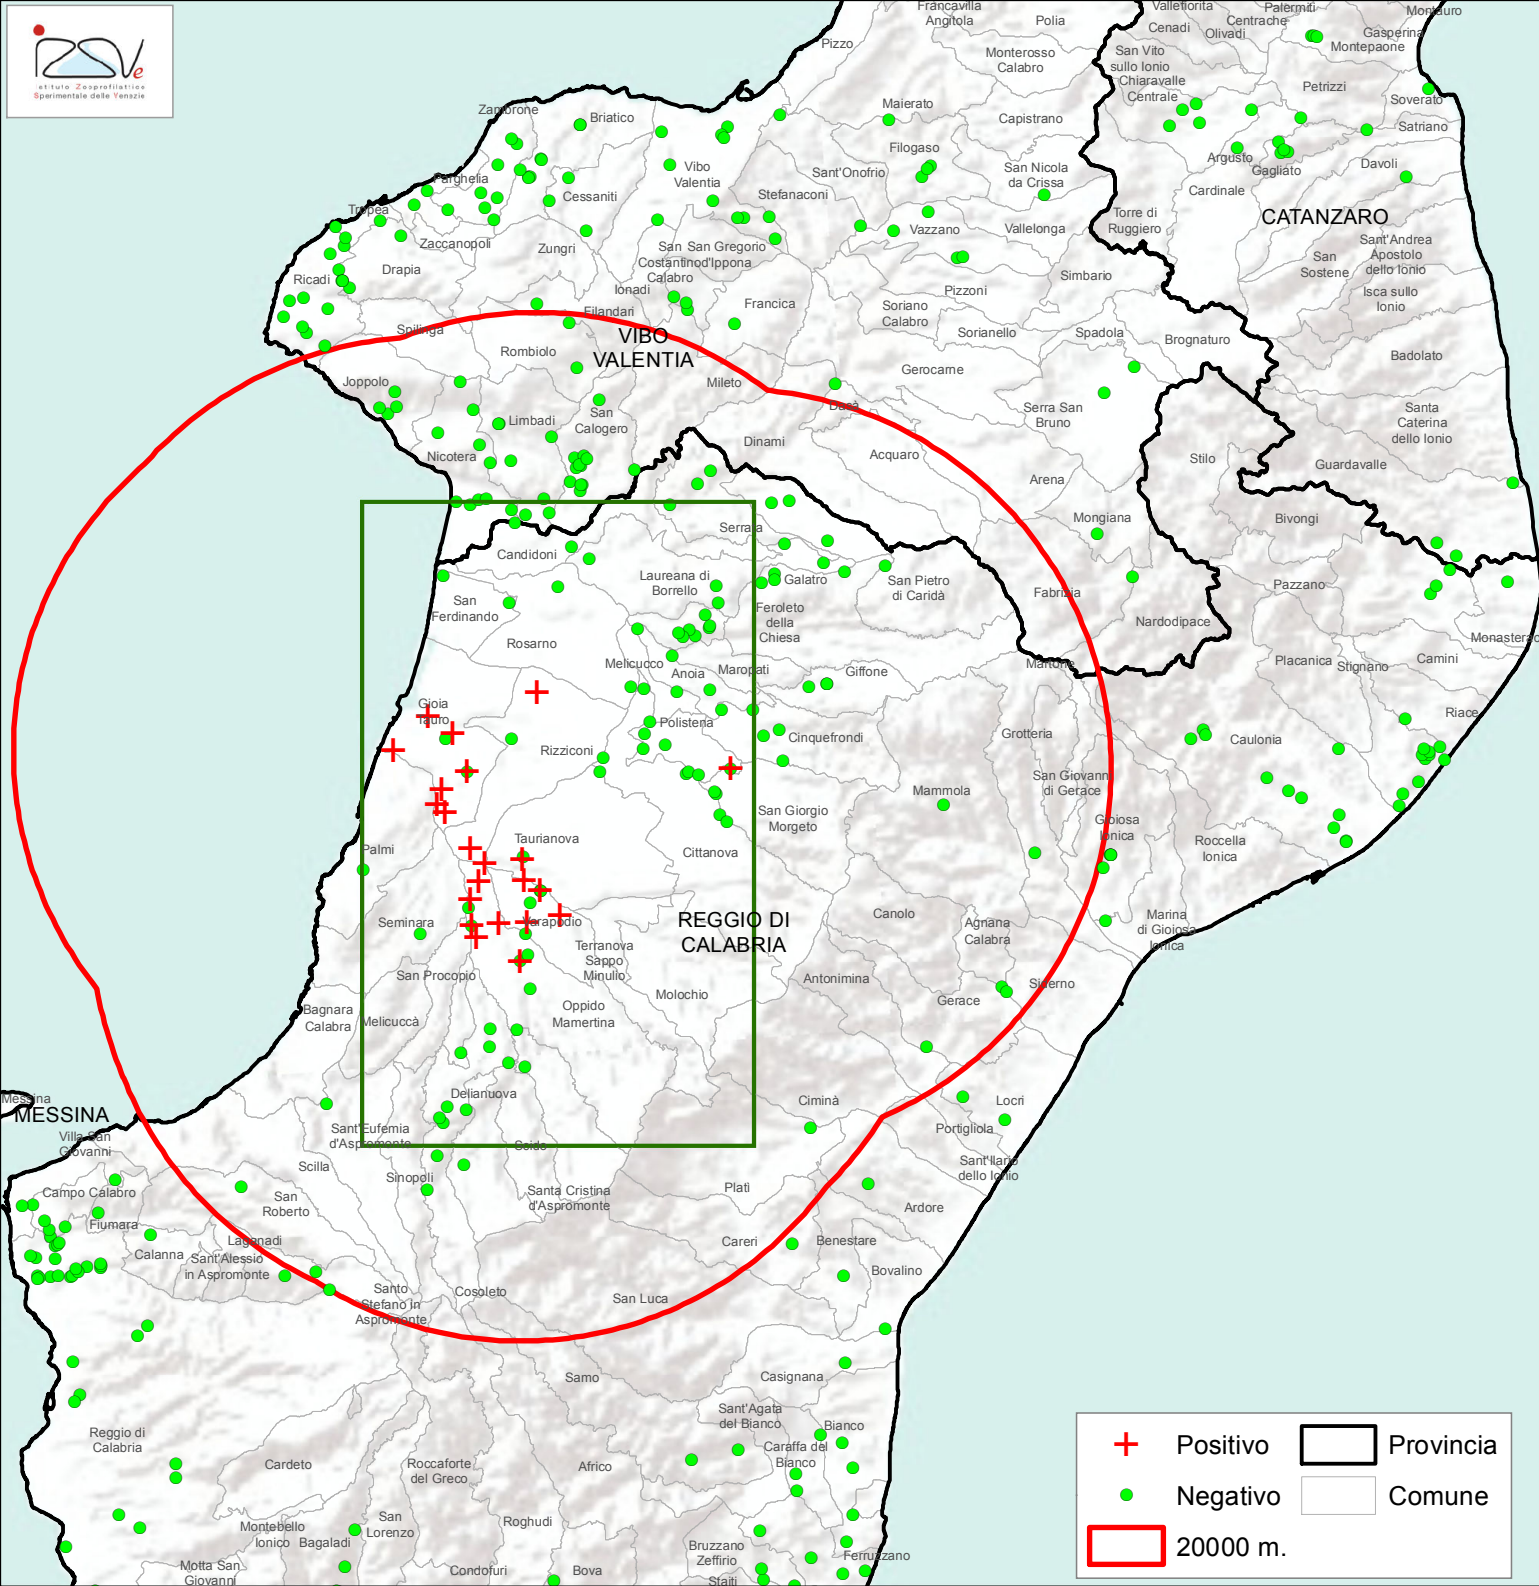 IZSVe
Istituto Zooprofilattico
Sperimentale delle Venezie
Francavilla
Angitola
Polia
Pizzo
Monterosso
Calabro
Vallefiorita
Cenadi
Palermiti
Centrache
Olivadi
Montauro
Gasperina
Montepaone
San Vito
sullo Ionio
Chiaravalle
Centrale
Petrizzi
Soverato
Satriano
Zambrone
Briatico
Maierato
Capistrano
Filogaso
Argusto
Gagliato
Davoli
Cardinale
Parghelia
Vibo
Valentia
Sant'Onofrio
San Nicola
da Crissa
Cessaniti
Stefanaconi
Tropea
Torre di
Ruggiero
CATANZARO
Zaccanopoli
Zungri
Vazzano
Vallelonga
San
Costantino
Calabro
San Gregorio
d'Ippona
Sant'Andrea
Apostolo
dello Ionio
San
Sostene
Isca sullo
Ionio
Ricadi
Drapia
Ionadi
Simbario
Pizzoni
Filandari
Francica
Soriano
Calabro
Sorianello
Spadola
Brognaturo
Spilinga
VIBO
VALENTIA
Rombiolo
Badolato
Joppolo
Mileto
Gerocarne
Dasà
Serra San
Bruno
Santa
Caterina
dello Ionio
Limbadi
San
Calogero
Dinami
Nicotera
Acquaro
Stilo
Guardavalle
Arena
Mongiana
Bivongi
Serrata
Candidoni
Laureana di
Borrello
Galatro
San Pietro
di Caridà
Fabrizia
Pazzano
San
Ferdinando
Feroleto
della
Chiesa
Nardodipace
Rosarno
Monasterac
Melicucco
Anoia
Maropati
Giffone
Martone
Placanica
Stignano
Camini
Gioia
Tauro
Polistena
Cinquefrondi
Grotteria
Caulonia
Riace
Rizziconi
San Giovanni
di Gerace
Mammola
San Giorgio
Morgeto
Gioiosa
Ionica
Roccella
Ionica
Palmi
Taurianova
Cittanova
Seminara
Varapodio
REGGIO DI
CALABRIA
Canolo
Agnana
Calabra
Marina
di Gioiosa
Ionica
Terranova
Sappo
Minulio
San Procopio
Molochio
Antonimina
Gerace
Siderno
Bagnara
Calabra
Melicuccà
Oppido
Mamertina
Delianuova
Messina
MESSINA
Ciminà
Locri
Portigliola
Villa San
Giovanni
Sant'Eufemia
d'Aspromonte
Scido
Scilla
Sinopoli
Sant'Ilario
dello Ionio
Campo Calabro
San
Roberto
Santa Cristina
d'Aspromonte
Platì
Ardore
Fiumara
Calanna
Laganadi
Sant'Alessio
in Aspromonte
Careri
Benestare
Bovalino
Santo
Stefano in
Aspromonte
Cosoleto
San Luca
Samo
Casignana
Sant'Agata
del Bianco
Bianco
Caraffa del
Bianco
Reggio di
Calabria
Cardeto
Roccaforte
del Greco
Africo
Montebello
Ionico
Bagaladi
San
Lorenzo
Roghudi
Bruzzano
Zeffirio
Ferruzzano
Motta San
Giovanni
Condofuri
Bova
Staiti
Positivo
Provincia
Negativo
Comune
20000 m.